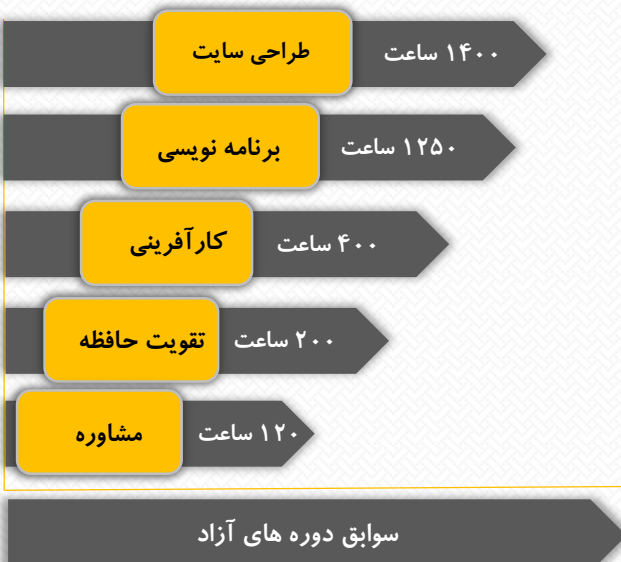 طراحی سایت
۱۴۰۰ ساعت
برنامه نویسی
۱۲۵۰ ساعت
کارآفرینی
۴۰۰ ساعت
تقویت حافظه
۲۰۰ ساعت
مشاوره
۱۲۰ ساعت
سوابق دوره های آزاد